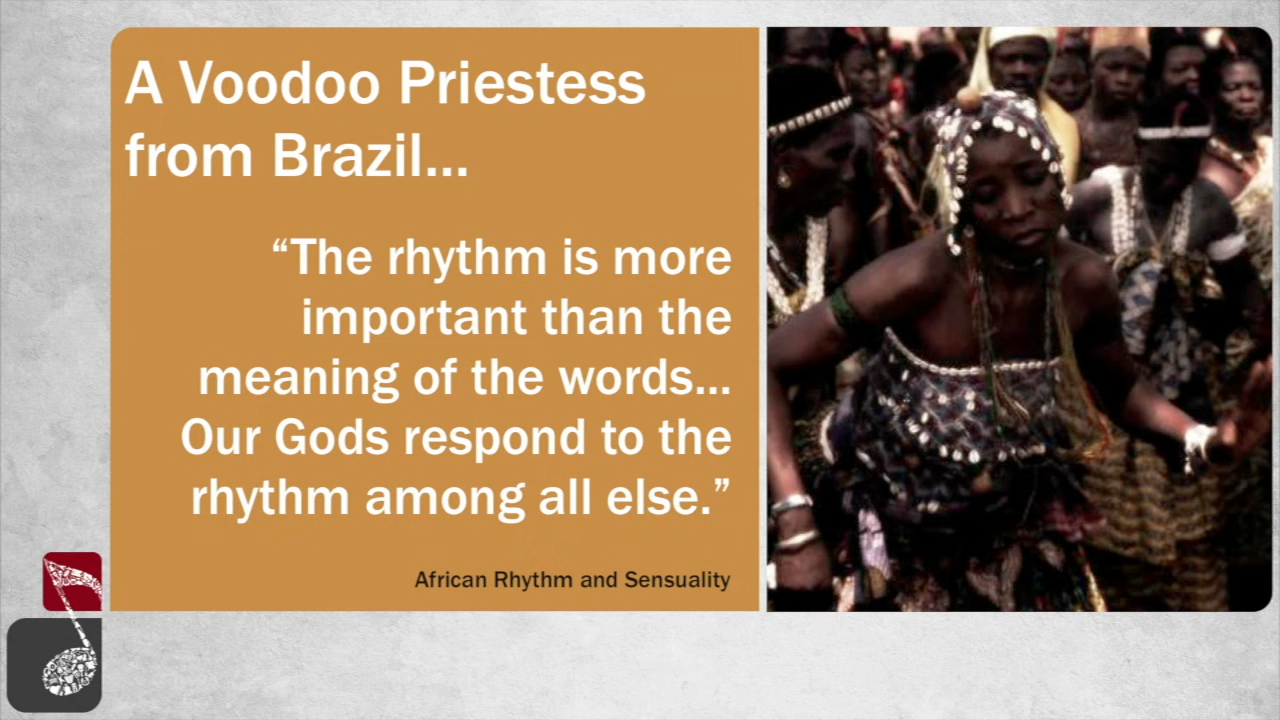 A Voodoo Priestess
from Brazil...
“The rhythm is more
important than the
meaning of the words...
Our Gods respond to the
rhythm among all else.”
African Rhythm and Sensuality